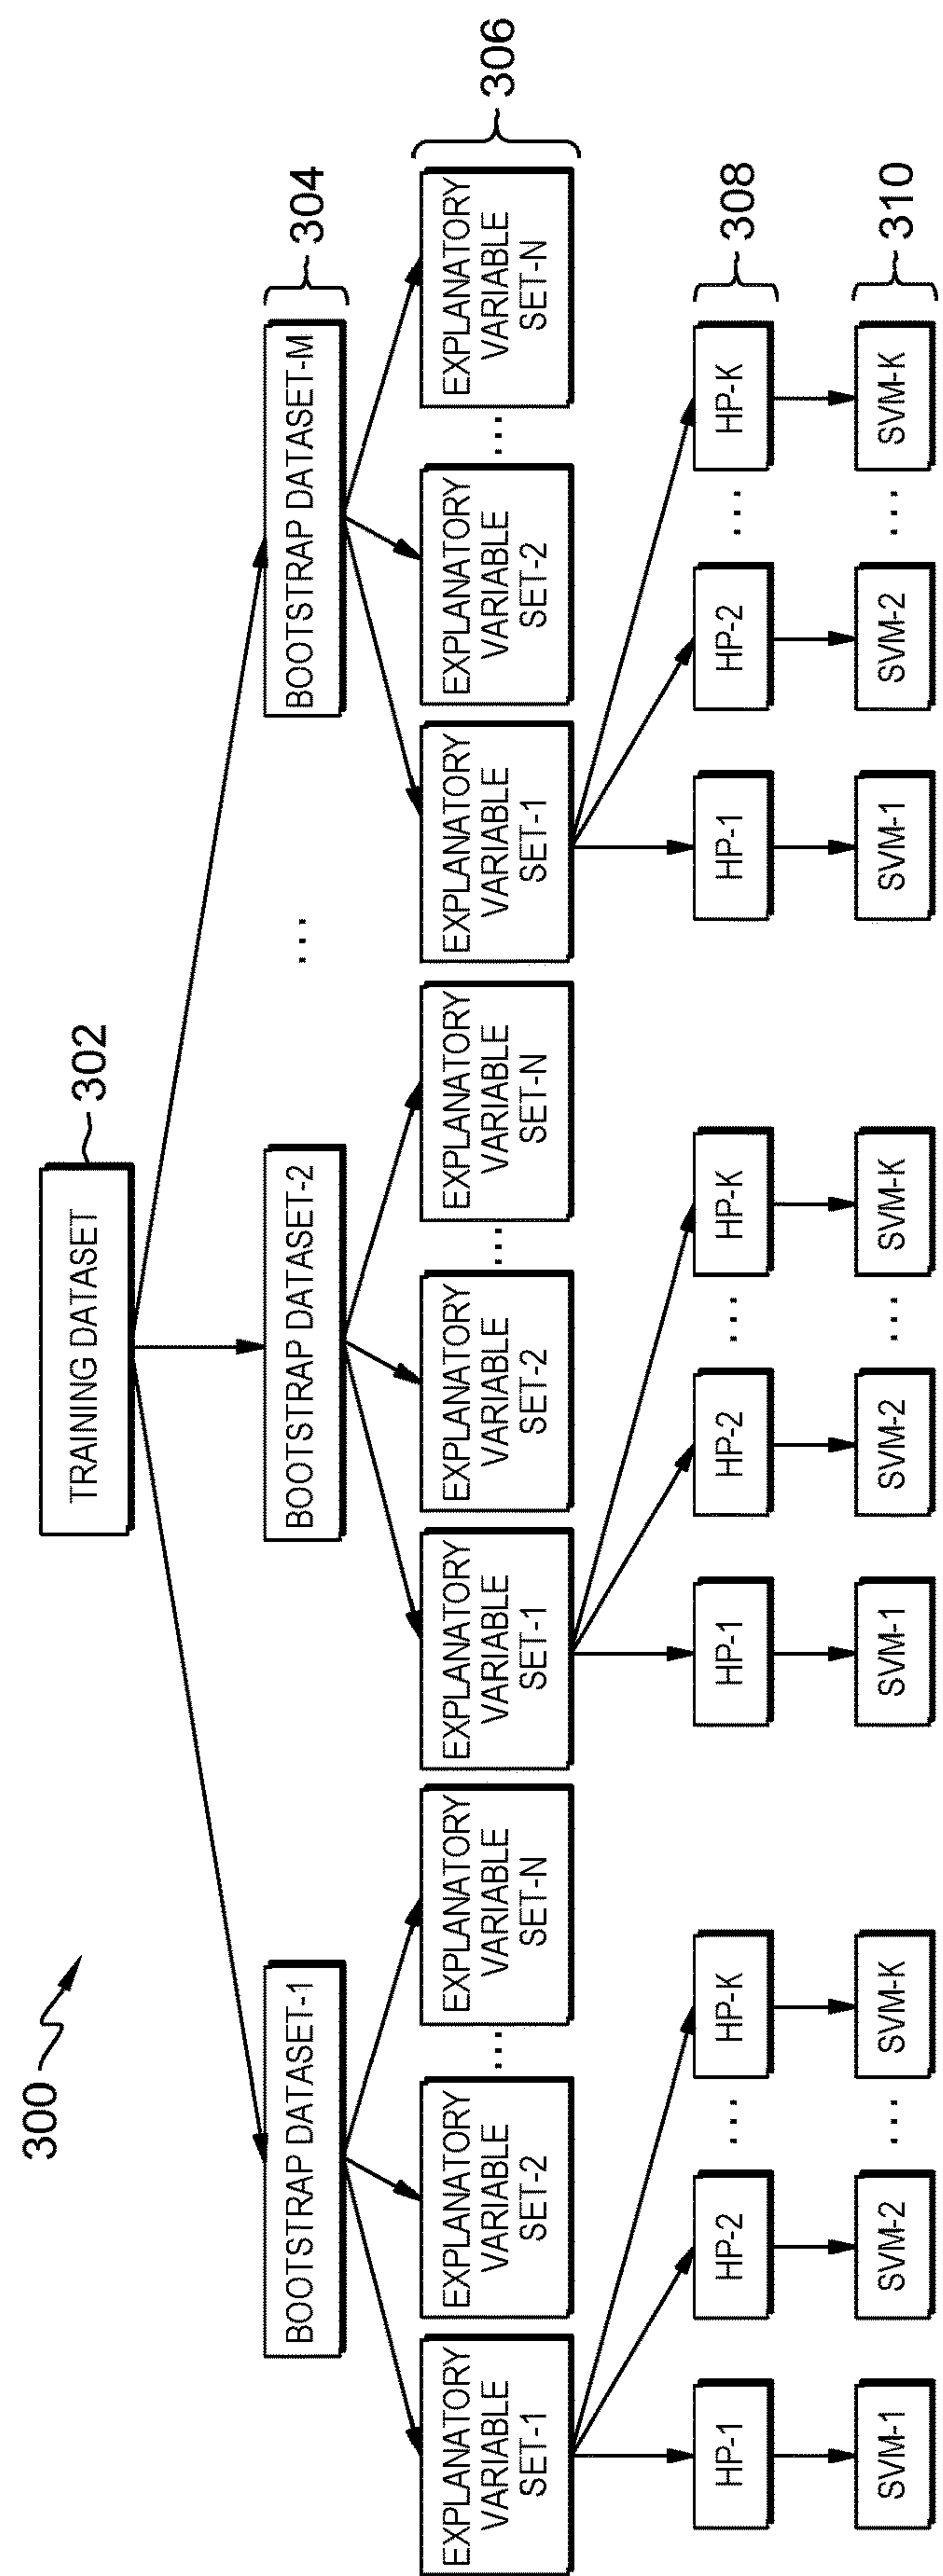 300
TRAINING DATASET
302
BOOTSTRAP DATASET-1
BOOTSTRAP DATASET-2
...
BOOTSTRAP DATASET-M
304
EXPLANATORY
VARIABLE
SET-1
EXPLANATORY
VARIABLE
SET-2
...
EXPLANATORY
VARIABLE
SET-N
EXPLANATORY
VARIABLE
SET-1
EXPLANATORY
VARIABLE
SET-2
...
EXPLANATORY
VARIABLE
SET-N
EXPLANATORY
VARIABLE
SET-1
EXPLANATORY
VARIABLE
SET-2
...
EXPLANATORY
VARIABLE
SET-N
306
HP-1
HP-2
...
HP-K
HP-1
HP-2
...
HP-K
HP-1
HP-2
...
HP-K
308
SVM-1
SVM-2
...
SVM-K
SVM-1
SVM-2
...
SVM-K
SVM-1
SVM-2
...
SVM-K
310